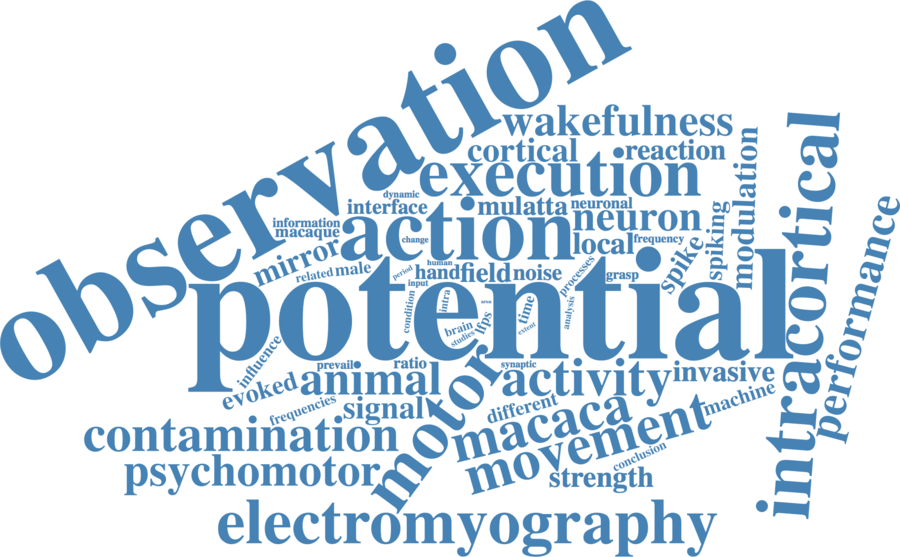 observation
wakefulness
cortical
reaction
execution
modulation
intracortical
performance
dynamic
interface
mulatta
neuronal
information
macaque
action
neuron
spiking
change
local
frequency
mirror
spike
related
male
period
human
handfield
noise
processes
grasp
input
potential
condition
intra
area
time
analysis
brain
lfps
extent
studies
influence
prevail
ratio
synaptic
evoked
animal
motor
activity
invasive
frequencies
signal
different
machine
contamination
macaca
movement
conclusion
psychomotor
strength
electromyography